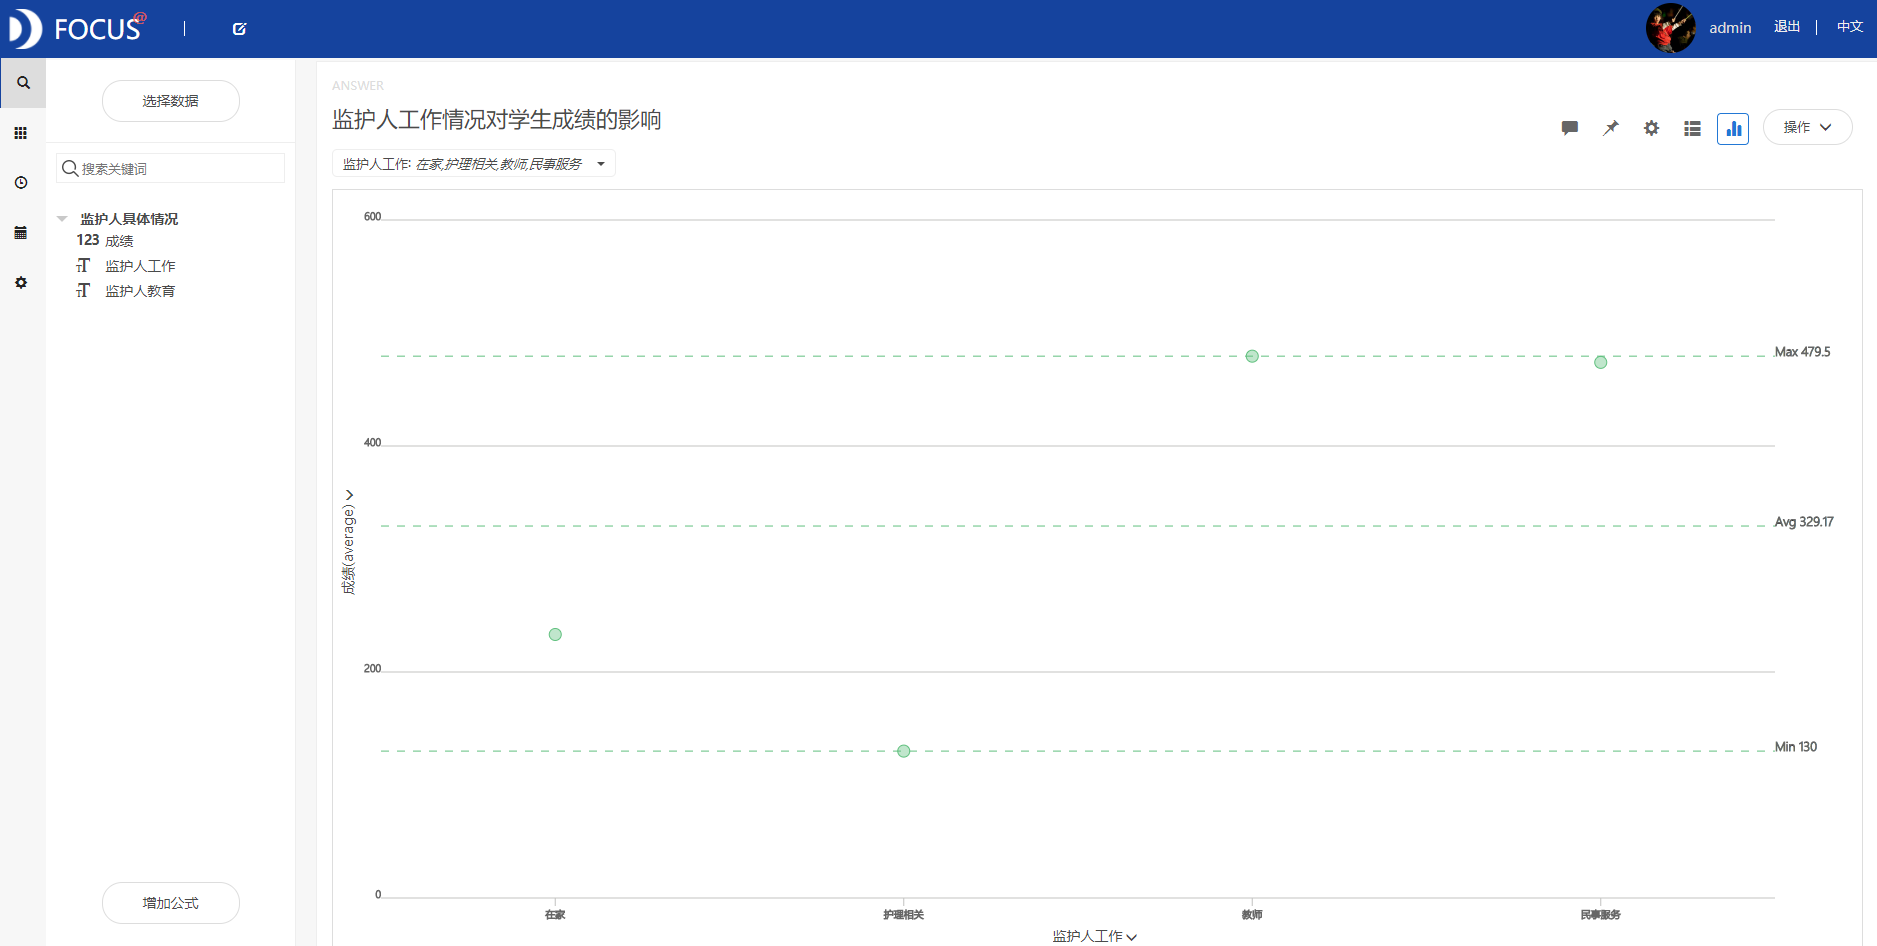 FOCUS@
admin 退出 | 中文
选择数据
搜索关键词
监护人具体情况
123 成绩
监护人工作
监护人教育
增加公式
ANSWER
监护人工作情况对学生成绩的影响
操作
监护人工作: 在家,护理相关,教师,民事服务
600
Max 479.5
400
Avg 329.17
成绩(average)
200
Min 130
0
在家 护理相关 教师 民事服务
监护人工作